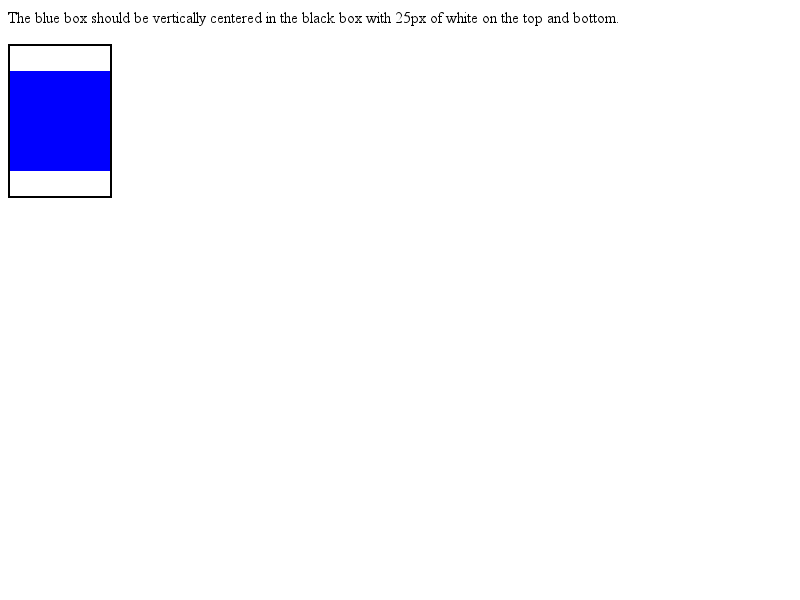 The blue box should be vertically centered in the black box with 25px of white on the top and bottom.